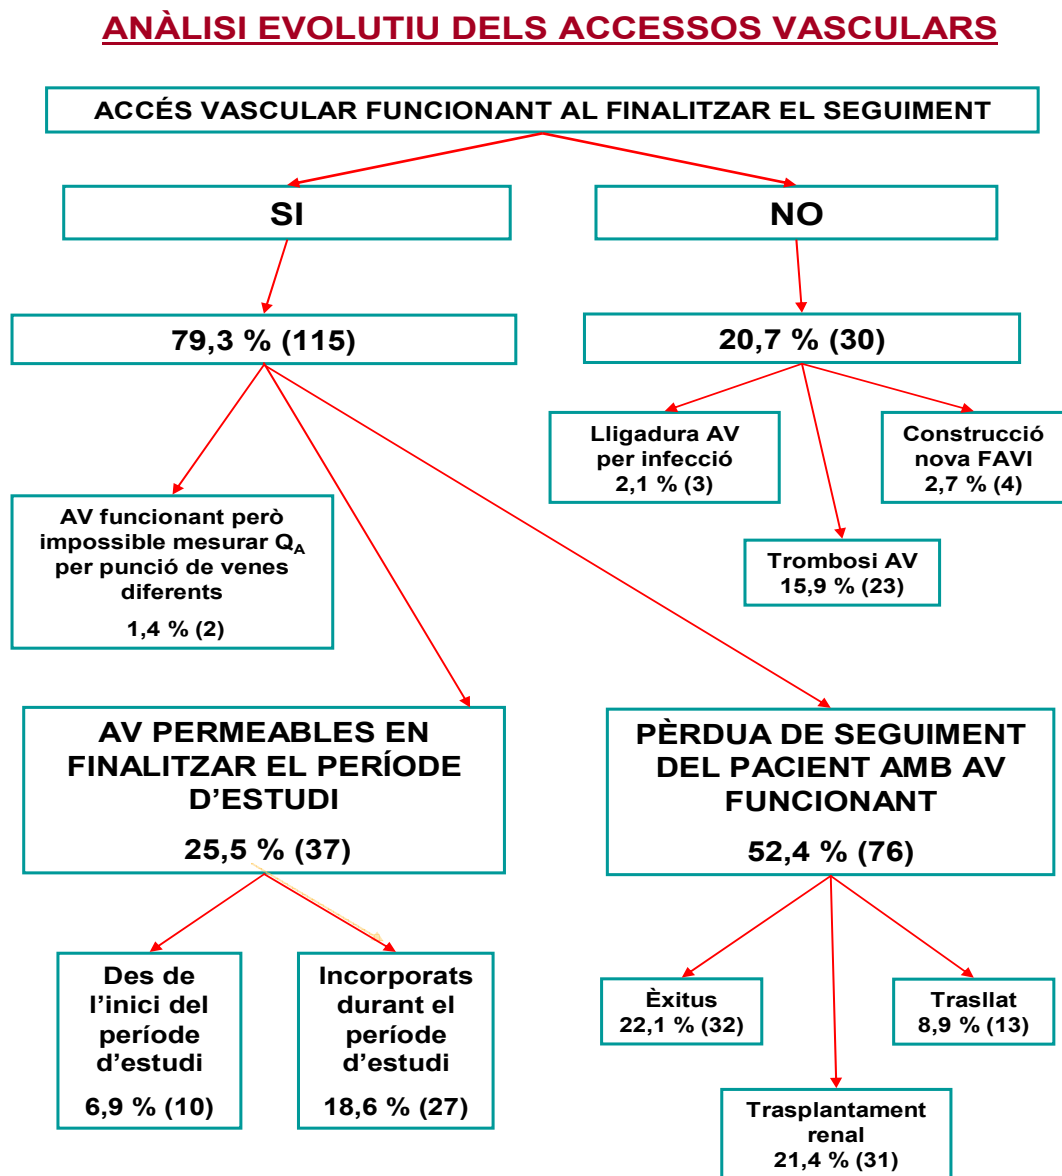 ANÀLISI EVOLUTIU DELS ACCESSOS VASCULARS
ACCÉS VASCULAR FUNCIONANT AL FINALITZAR EL SEGUIMENT
SI
NO
79,3 % (115)
20,7 % (30)
Lligadura AV
per infecció
2,1 % (3)
Construcció
nova FAVI
2,7 % (4)
AV funcionant però
impossible mesurar QA
per punció de venes
diferents
1,4 % (2)
Trombosi AV
15,9 % (23)
AV PERMEABLES EN
FINALITZAR EL PERÍODE
D’ESTUDI
25,5 % (37)
PÈRDUA DE SEGUIMENT
DEL PACIENT AMB AV
FUNCIONANT
52,4 % (76)
Des de
l’inici del
període
d’estudi
6,9 % (10)
Incorporats
durant el
període
d’estudi
18,6 % (27)
Èxitus
22,1 % (32)
Trasllat
8,9 % (13)
Trasplantament
renal
21,4 % (31)